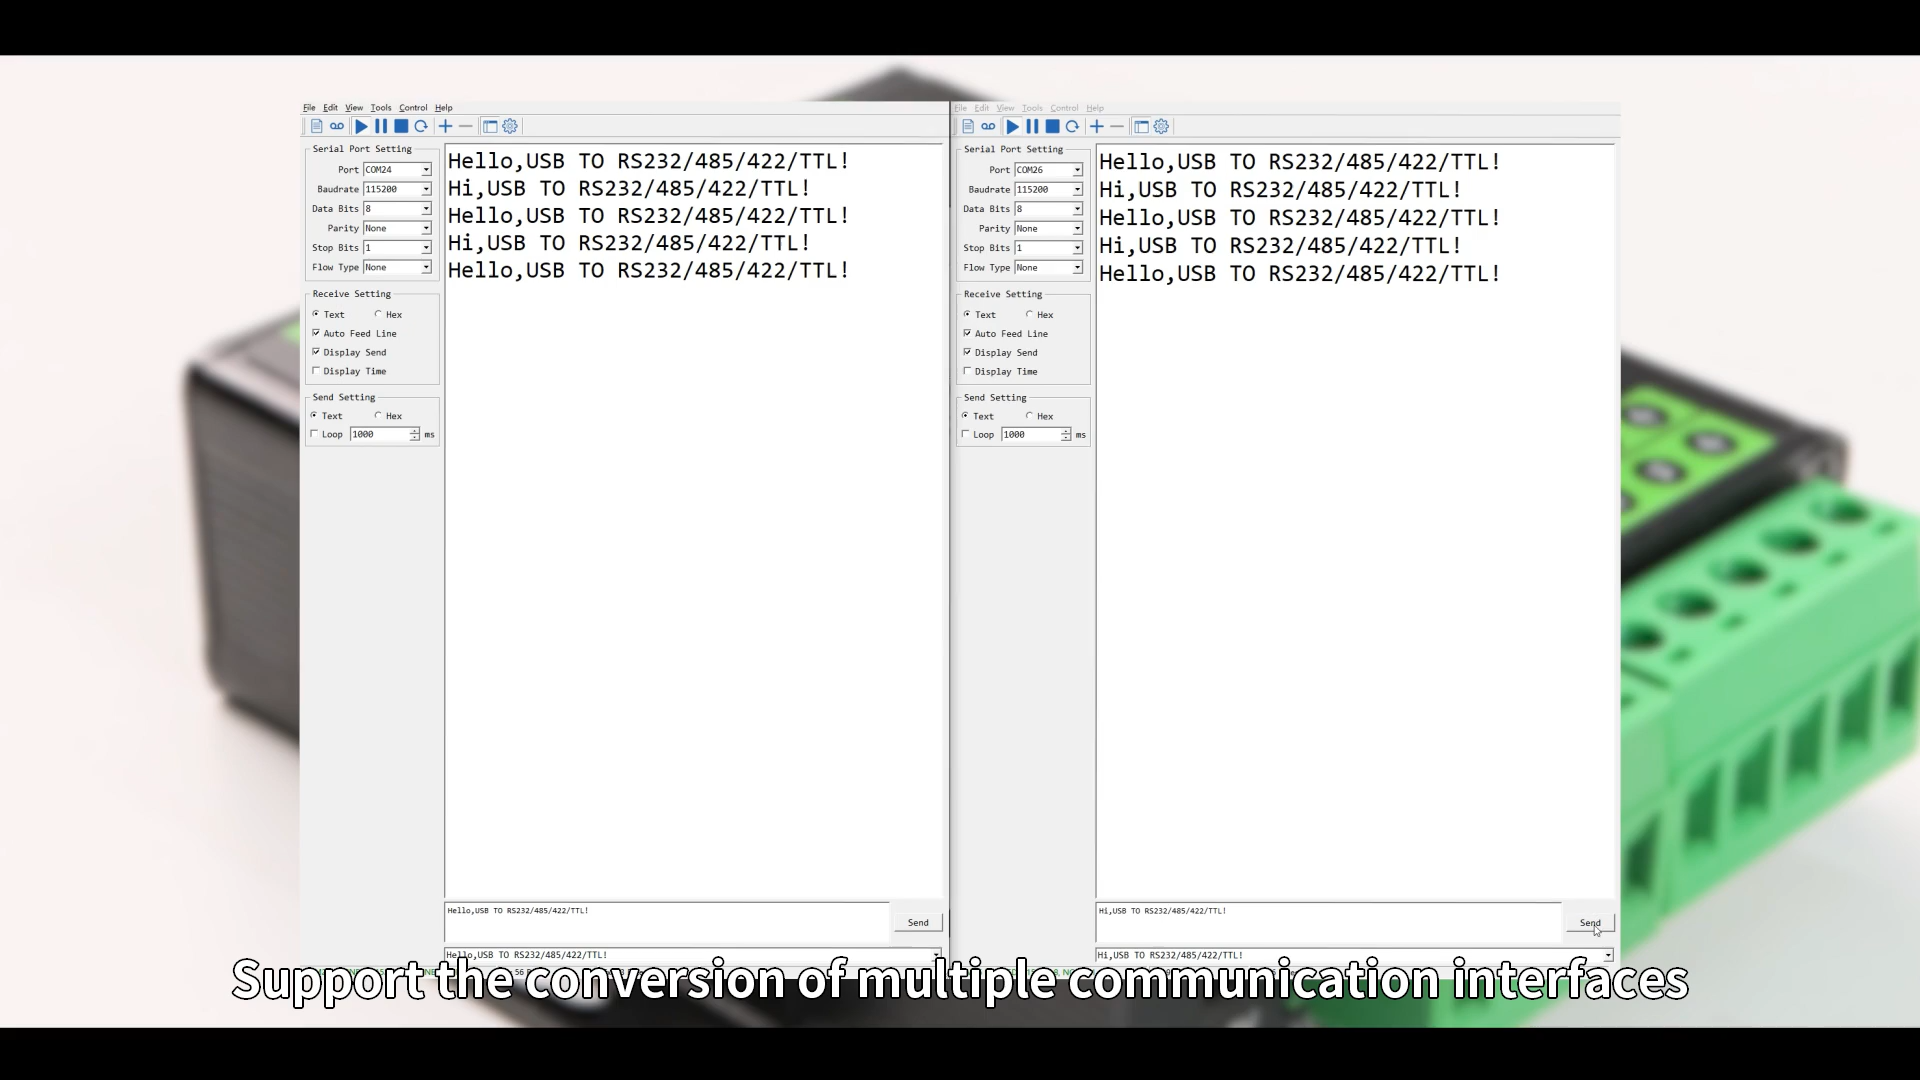 File Edit View Tools Control Help
Serial Port Setting
Port COM24
Baudrate 115200
Data Bits 8
Parity None
Stop Bits 1
Flow Type None
Receive Setting
Text Hex
Auto Feed Line
Display Send
Display Time
Send Setting
Text Hex
Loop 1000 ms
Hello,USB TO RS232/485/422/TTL!
Hi,USB TO RS232/485/422/TTL!
Hello,USB TO RS232/485/422/TTL!
Hi,USB TO RS232/485/422/TTL!
Hello,USB TO RS232/485/422/TTL!
Hello,USB TO RS232/485/422/TTL!
Send
Hello,USB TO RS232/485/422/TTL!
File Edit View Tools Control Help
Serial Port Setting
Port COM26
Baudrate 115200
Data Bits 8
Parity None
Stop Bits 1
Flow Type None
Receive Setting
Text Hex
Auto Feed Line
Display Send
Display Time
Send Setting
Text Hex
Loop 1000 ms
Hello,USB TO RS232/485/422/TTL!
Hi,USB TO RS232/485/422/TTL!
Hello,USB TO RS232/485/422/TTL!
Hi,USB TO RS232/485/422/TTL!
Hello,USB TO RS232/485/422/TTL!
Hi,USB TO RS232/485/422/TTL!
Send
Hi,USB TO RS232/485/422/TTL!
Support the conversion of multiple communication interfaces